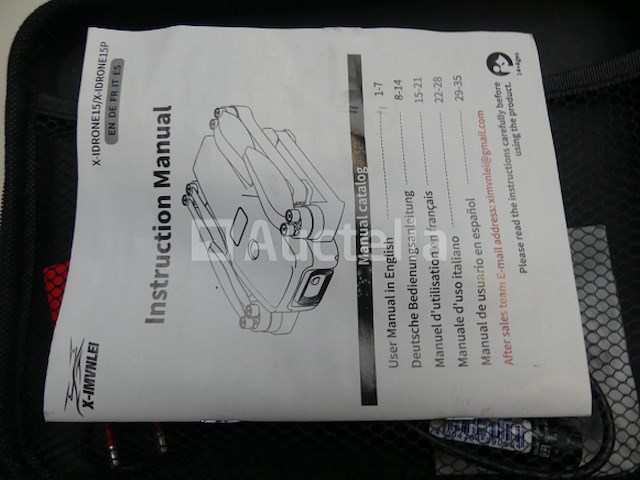 X-IMVNLEI
X-IDRONE15/X-IDRONE15P
EN DE FR IT ES
Instruction Manual
Manual catalog
User Manual in English 1-7
Deutsche Bedienungsanleitung 8-14
Manuel d'utilisation en français 15-21
Manuale d'uso italiano 22-28
Manual de usuario en español 29-35
After sales team E-mail address: ximvnlei@gmail.com
Please read the instructions carefully before
using the product.
14+Ages
Auctelia